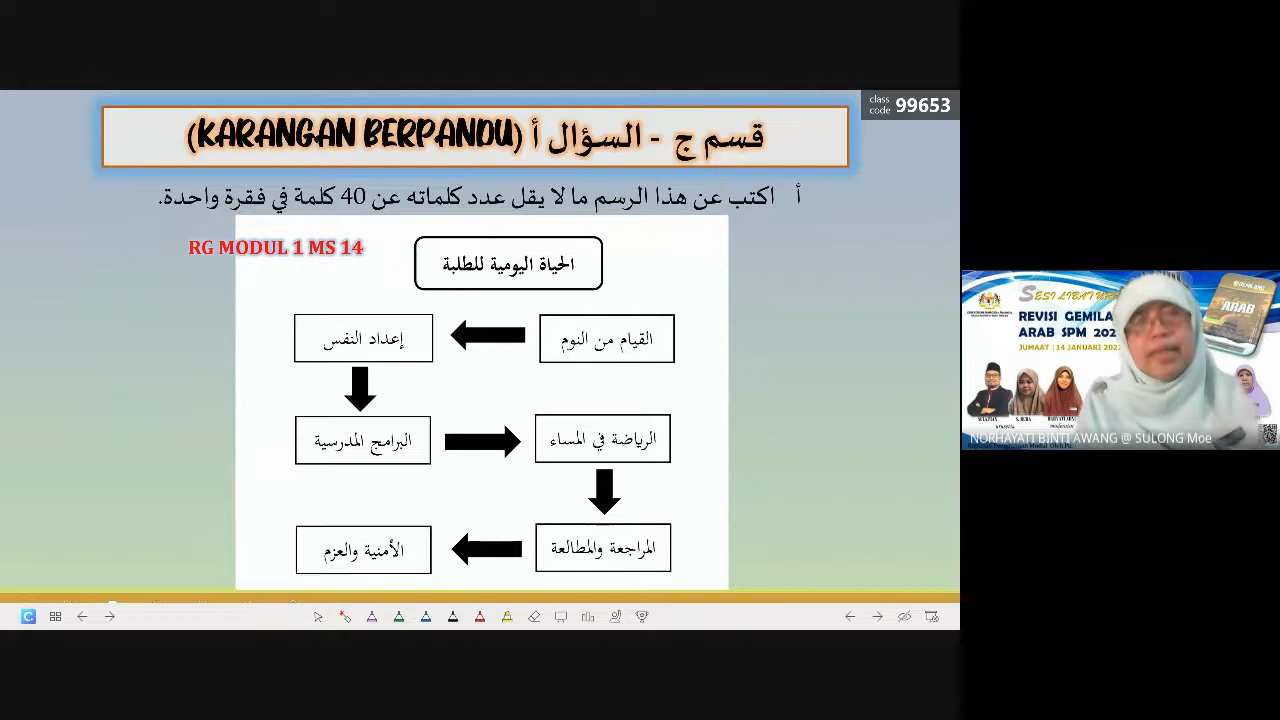 class
code 99653
قسم ج - السؤال أ (KARANGAN BERPANDU)
أ اكتب عن هذا الرسم ما لا يقل عدد كلماته عن 40 كلمة في فقرة واحدة.
RG MODUL 1 MS 14
الحياة اليومية للطلبة
القيام من النوم
إعداد النفس
البرامج المدرسية
الرياضة في المساء
المراجعة والمطالعة
الأمنية والعزم
SESI LIBATUR
REVISI GEMILA
ARAB SPM 202
JUMAAT | 14 JANUARI 202
ARAB
NORHAYATI BINTI AWANG @ SULONG Moe